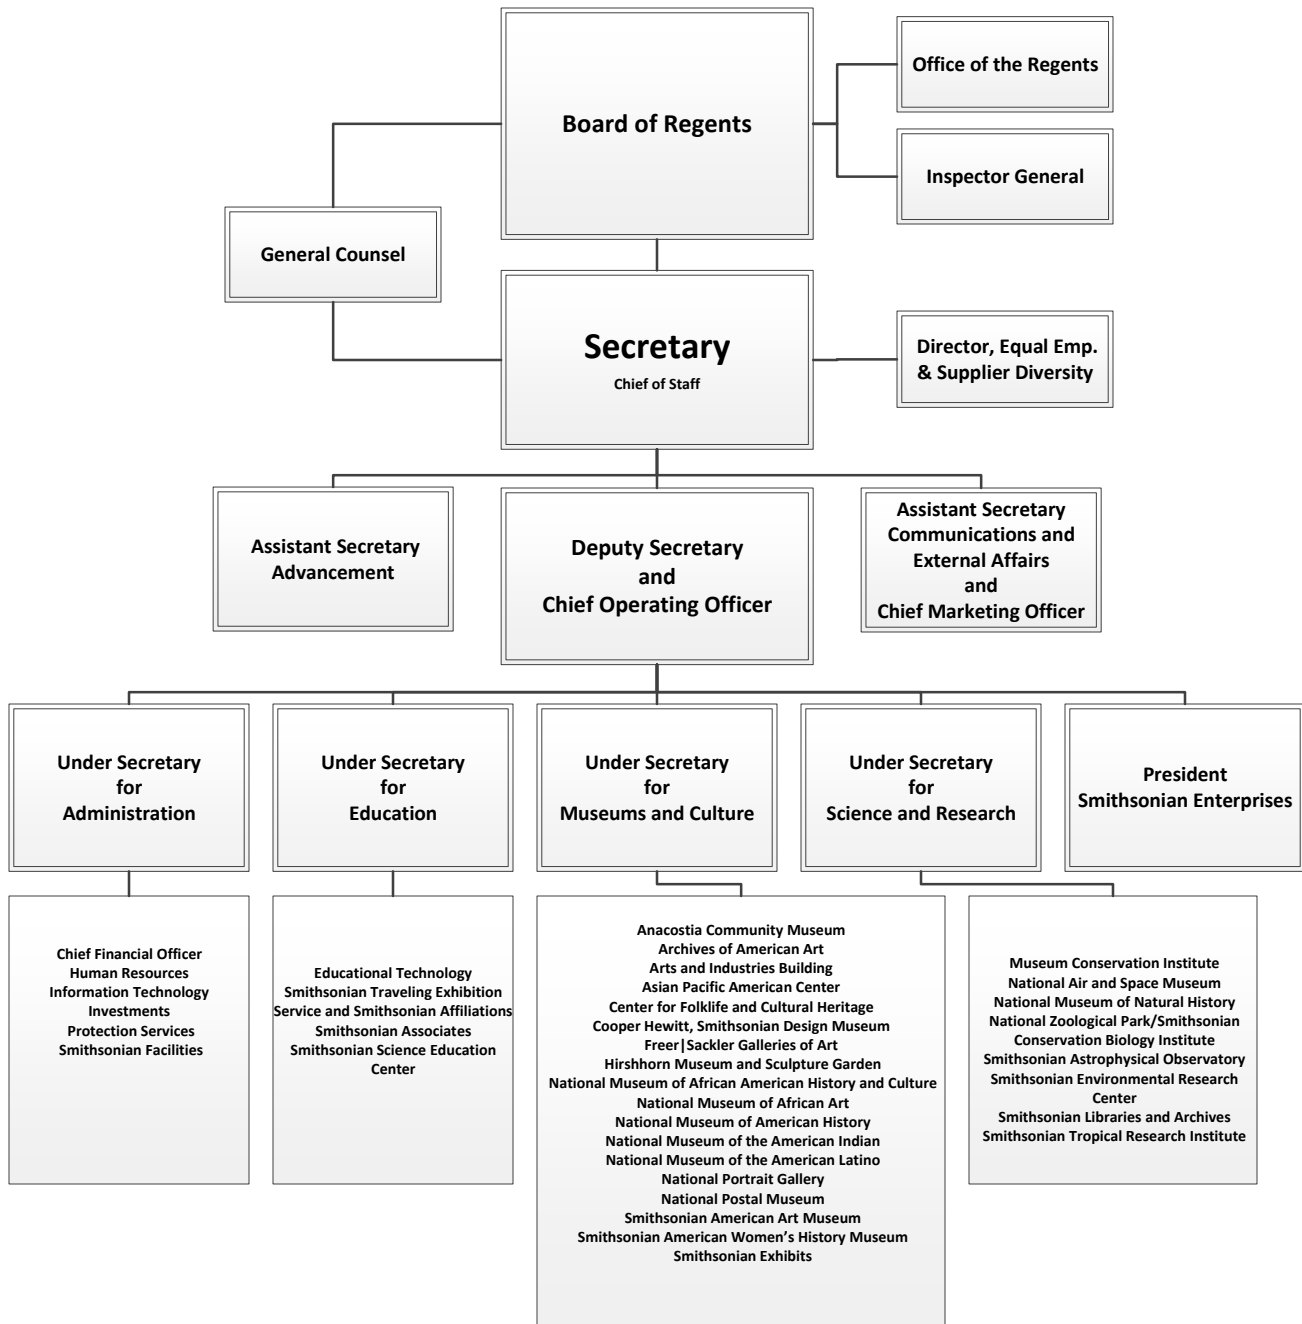 Board of Regents
Office of the Regents
Inspector General
General Counsel
Secretary
Chief of Staff
Director, Equal Emp.
& Supplier Diversity
Assistant Secretary
Advancement
Deputy Secretary
and
Chief Operating Officer
Assistant Secretary
Communications and
External Affairs
and
Chief Marketing Officer
Under Secretary
for
Administration
Under Secretary
for
Education
Under Secretary
for
Museums and Culture
Under Secretary
for
Science and Research
President
Smithsonian Enterprises
Chief Financial Officer
Human Resources
Information Technology
Investments
Protection Services
Smithsonian Facilities
Educational Technology
Smithsonian Traveling Exhibition
Service and Smithsonian Affiliations
Smithsonian Associates
Smithsonian Science Education
Center
Anacostia Community Museum
Archives of American Art
Arts and Industries Building
Asian Pacific American Center
Center for Folklife and Cultural Heritage
Cooper Hewitt, Smithsonian Design Museum
Freer|Sackler Galleries of Art
Hirshhorn Museum and Sculpture Garden
National Museum of African American History and Culture
National Museum of African Art
National Museum of American History
National Museum of the American Indian
National Museum of the American Latino
National Portrait Gallery
National Postal Museum
Smithsonian American Art Museum
Smithsonian American Women’s History Museum
Smithsonian Exhibits
Museum Conservation Institute
National Air and Space Museum
National Museum of Natural History
National Zoological Park/Smithsonian
Conservation Biology Institute
Smithsonian Astrophysical Observatory
Smithsonian Environmental Research
Center
Smithsonian Libraries and Archives
Smithsonian Tropical Research Institute